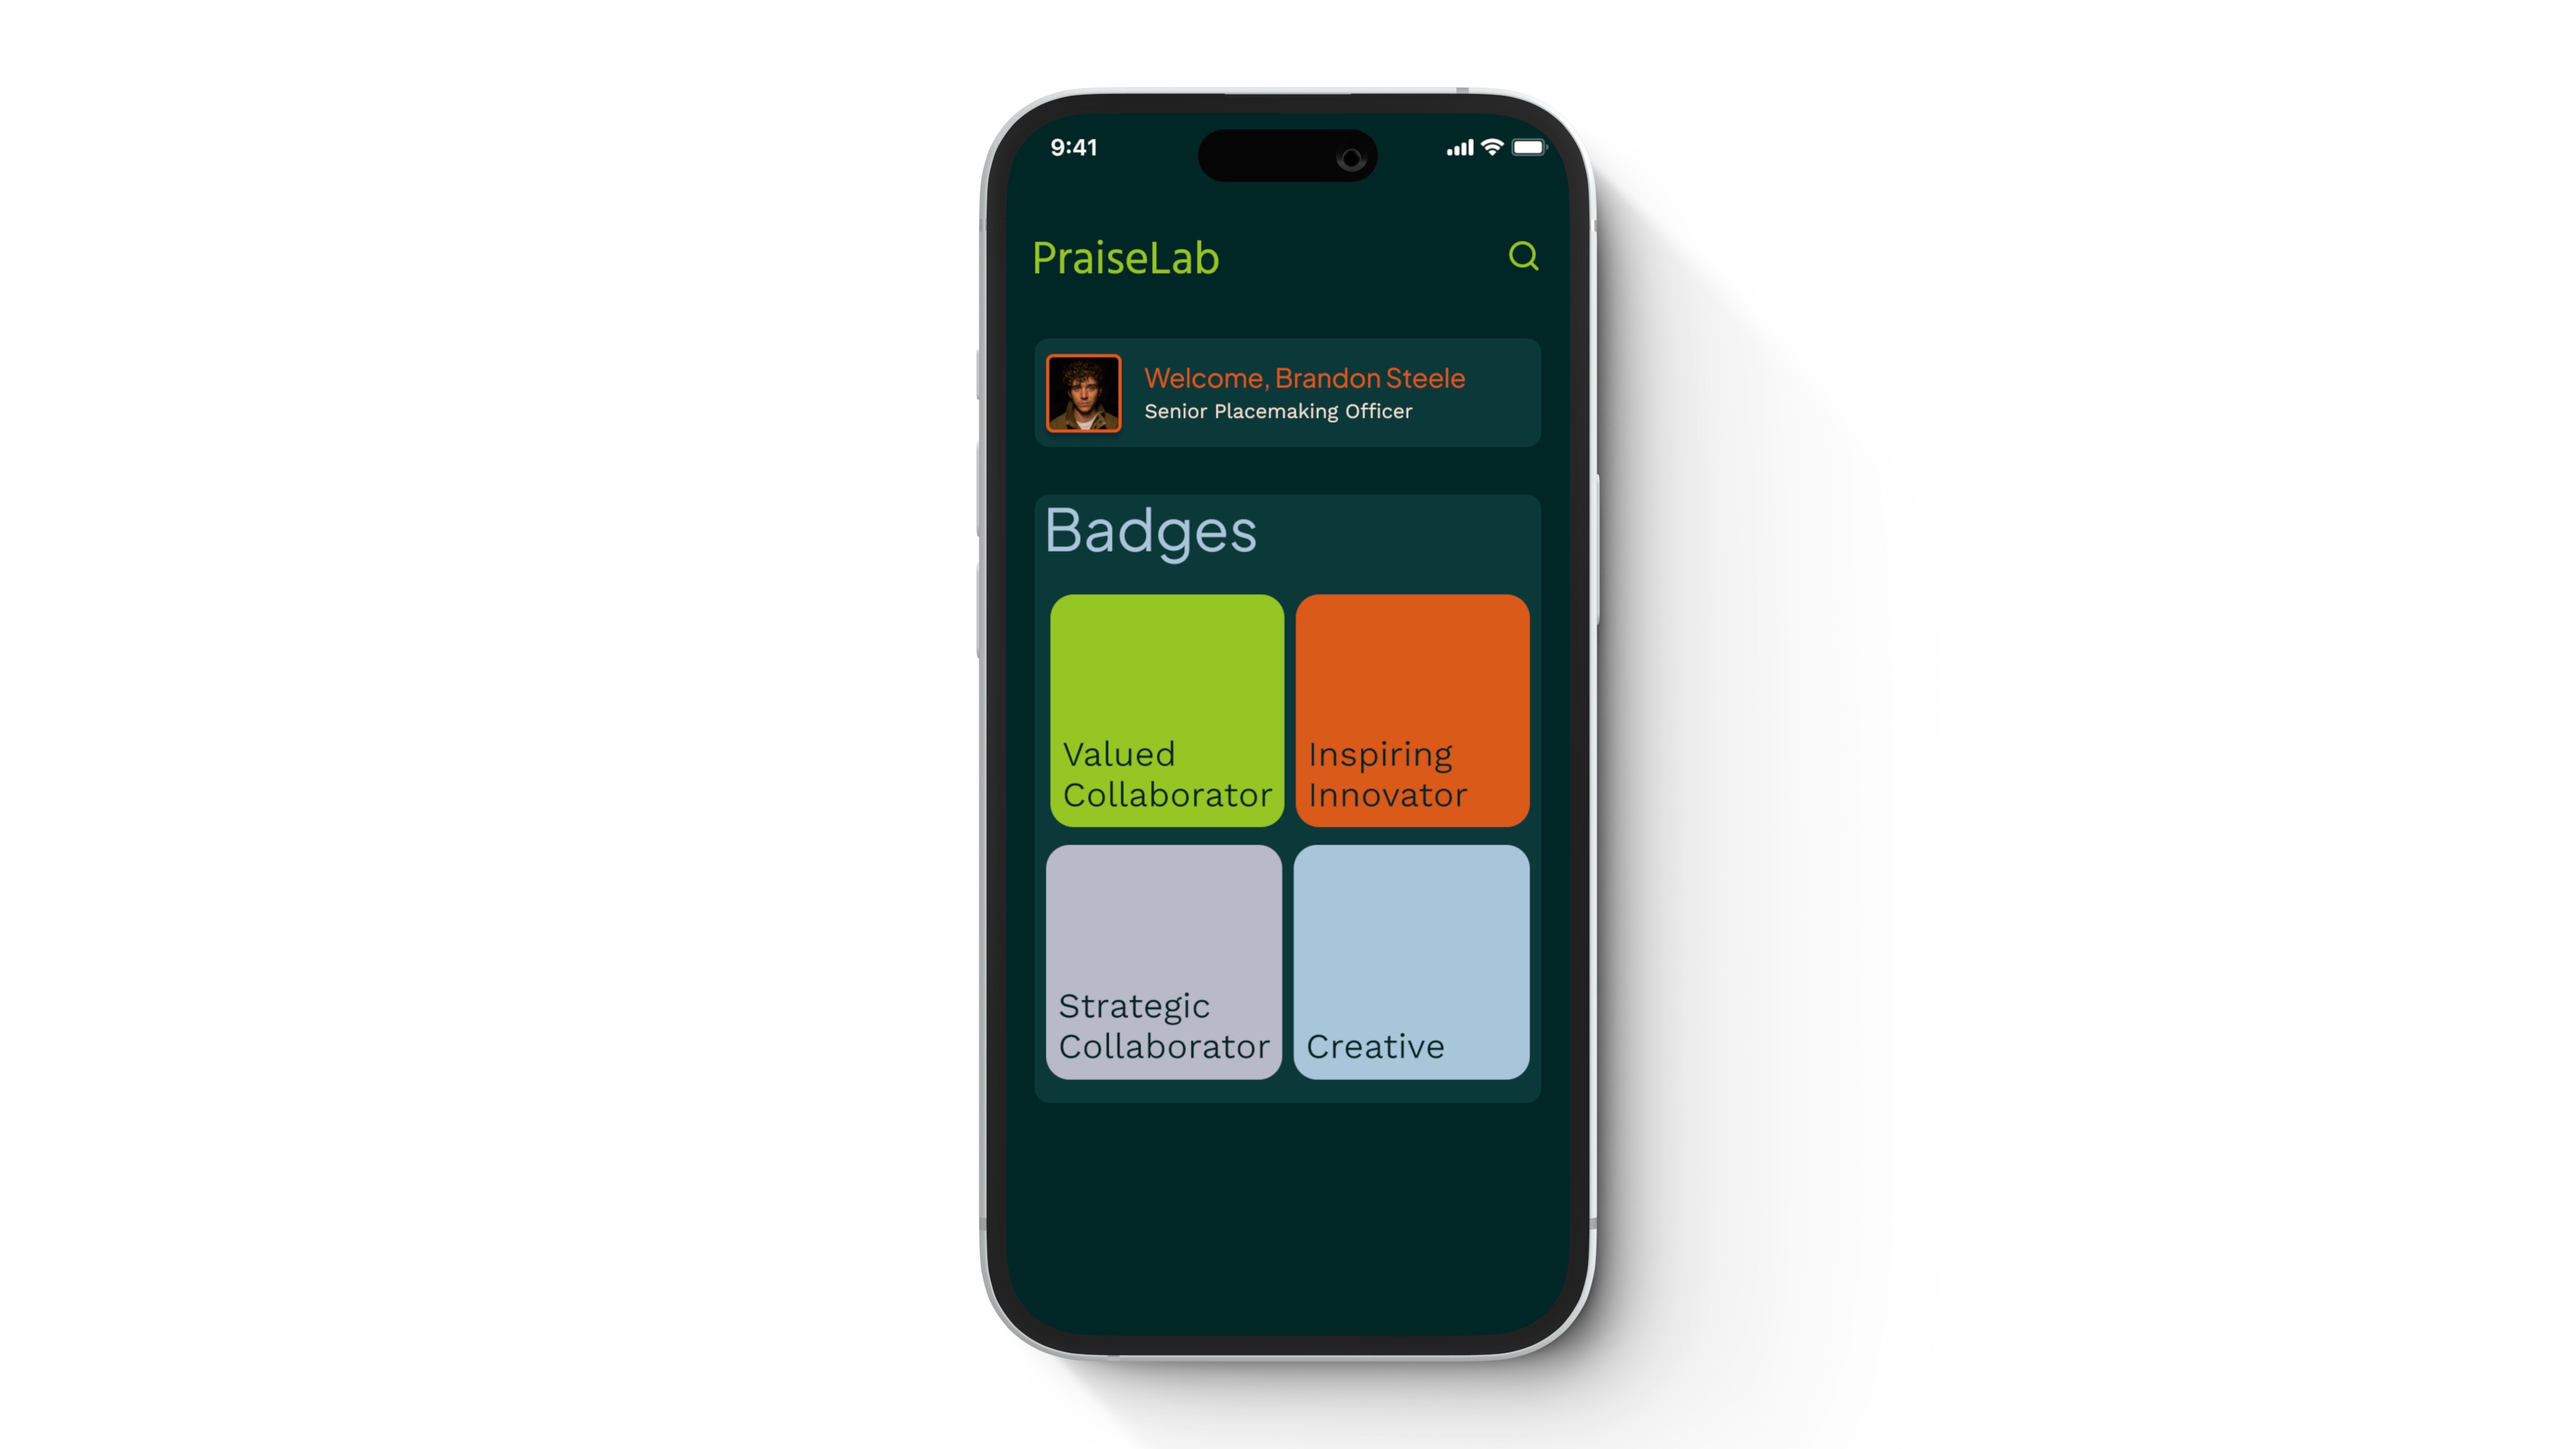 9:41
PraiseLab
Welcome, Brandon Steele
Senior Placemaking Officer
Badges
Valued
Collaborator
Inspiring
Innovator
Strategic
Collaborator
Creative